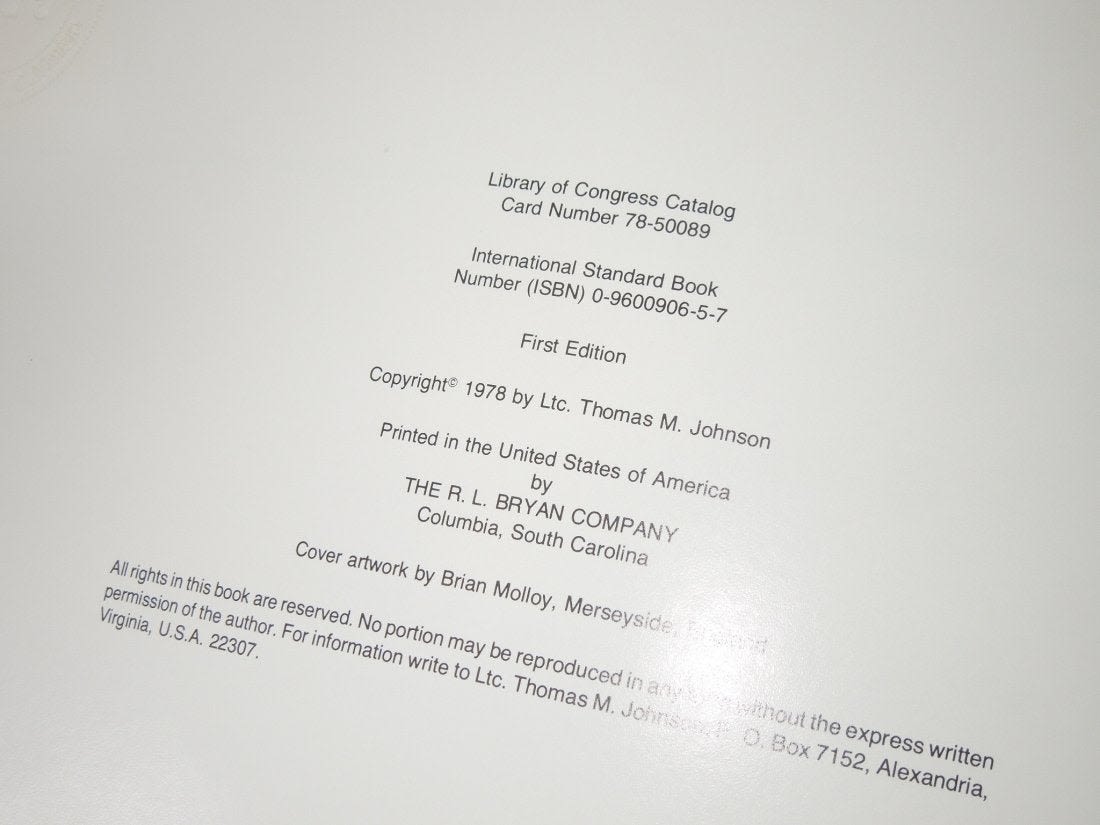 Library of Congress Catalog
Card Number 78-50089
International Standard Book
Number (ISBN) 0-9600906-5-7
First Edition
Copyright© 1978 by Ltc. Thomas M. Johnson
Printed in the United States of America
by
THE R. L. BRYAN COMPANY
Columbia, South Carolina
Cover artwork by Brian Molloy, Merseyside, England
All rights in this book are reserved. No portion may be reproduced in any without the express written
permission of the author. For information write to Ltc. Thomas M. Johnson, P. O. Box 7152, Alexandria,
Virginia, U.S.A. 22307.